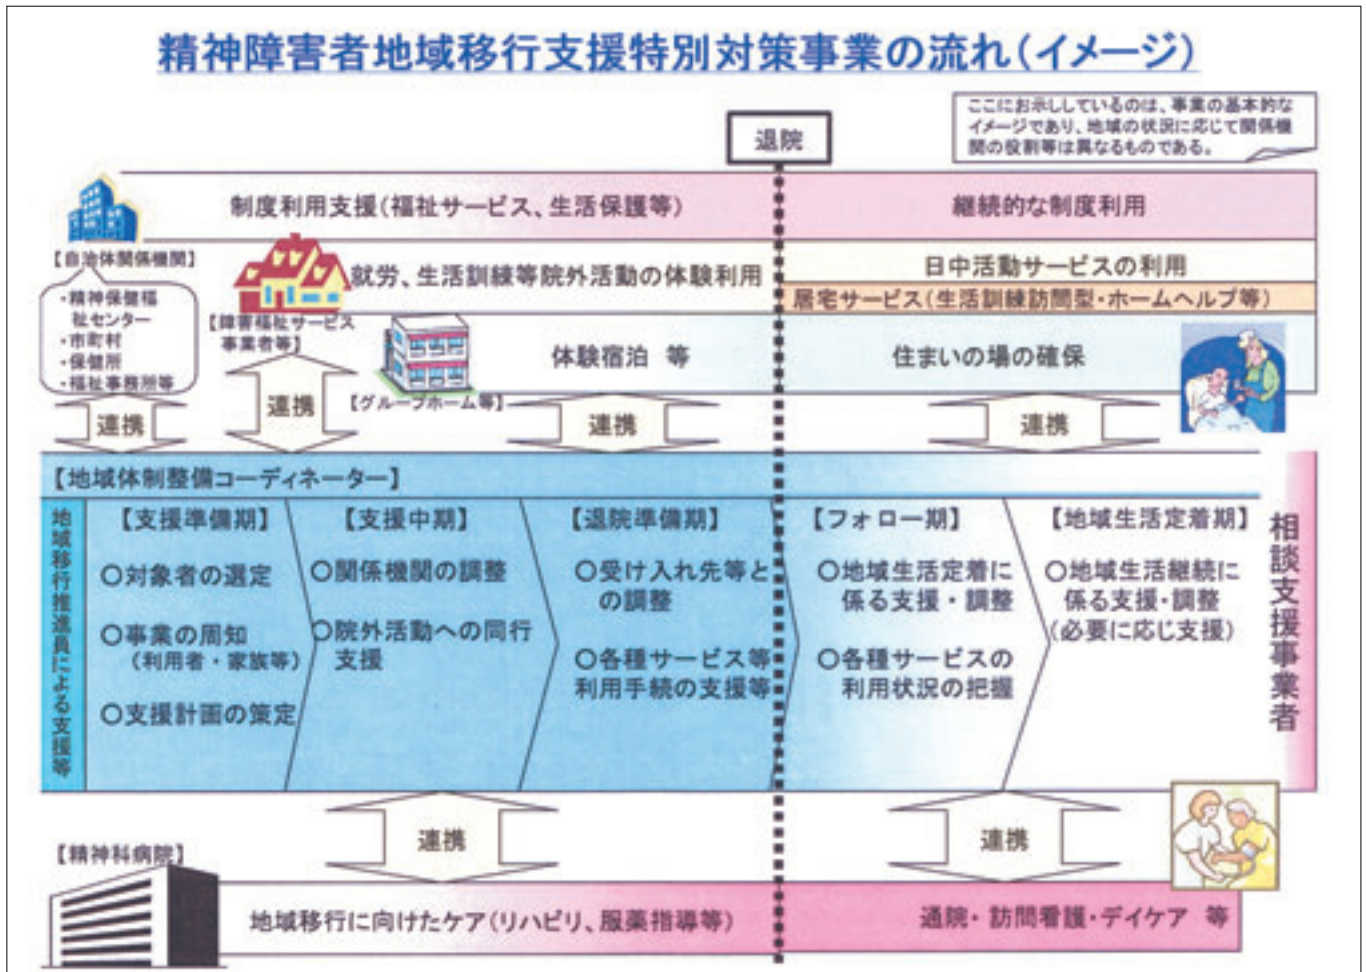 精神障害者地域移行支援特別対策事業の流れ(イメージ)
ここにお示ししているのは、事業の基本的な
イメージであり、地域の状況に応じて関係機
関の役割等は異なるものである。
退院
制度利用支援(福祉サービス、生活保護等)
継続的な制度利用
【自治体関係機関】
・精神保健福
祉センター
・市町村
・保健所
・福祉事務所等
就労、生活訓練等院外活動の体験利用
日中活動サービスの利用
居宅サービス(生活訓練訪問型・ホームヘルプ等)
【障害福祉サービス
事業者等】
体験宿泊 等
住まいの場の確保
【グループホーム等】
連携
連携
連携
連携
【地域体制整備コーディネーター】
地域移行推進員による支援等
【支援準備期】
○対象者の選定
○事業の周知
(利用者・家族等)
○支援計画の策定
【支援中期】
○関係機関の調整
○院外活動への同行
支援
【退院準備期】
○受け入れ先等と
の調整
○各種サービス等
利用手続の支援等
【フォロー期】
○地域生活定着に
係る支援・調整
○各種サービスの
利用状況の把握
【地域生活定着期】
○地域生活継続に
係る支援・調整
(必要に応じ支援)
相談支援事業者
連携
連携
【精神科病院】
地域移行に向けたケア(リハビリ、服薬指導等)
通院・訪問看護・デイケア 等